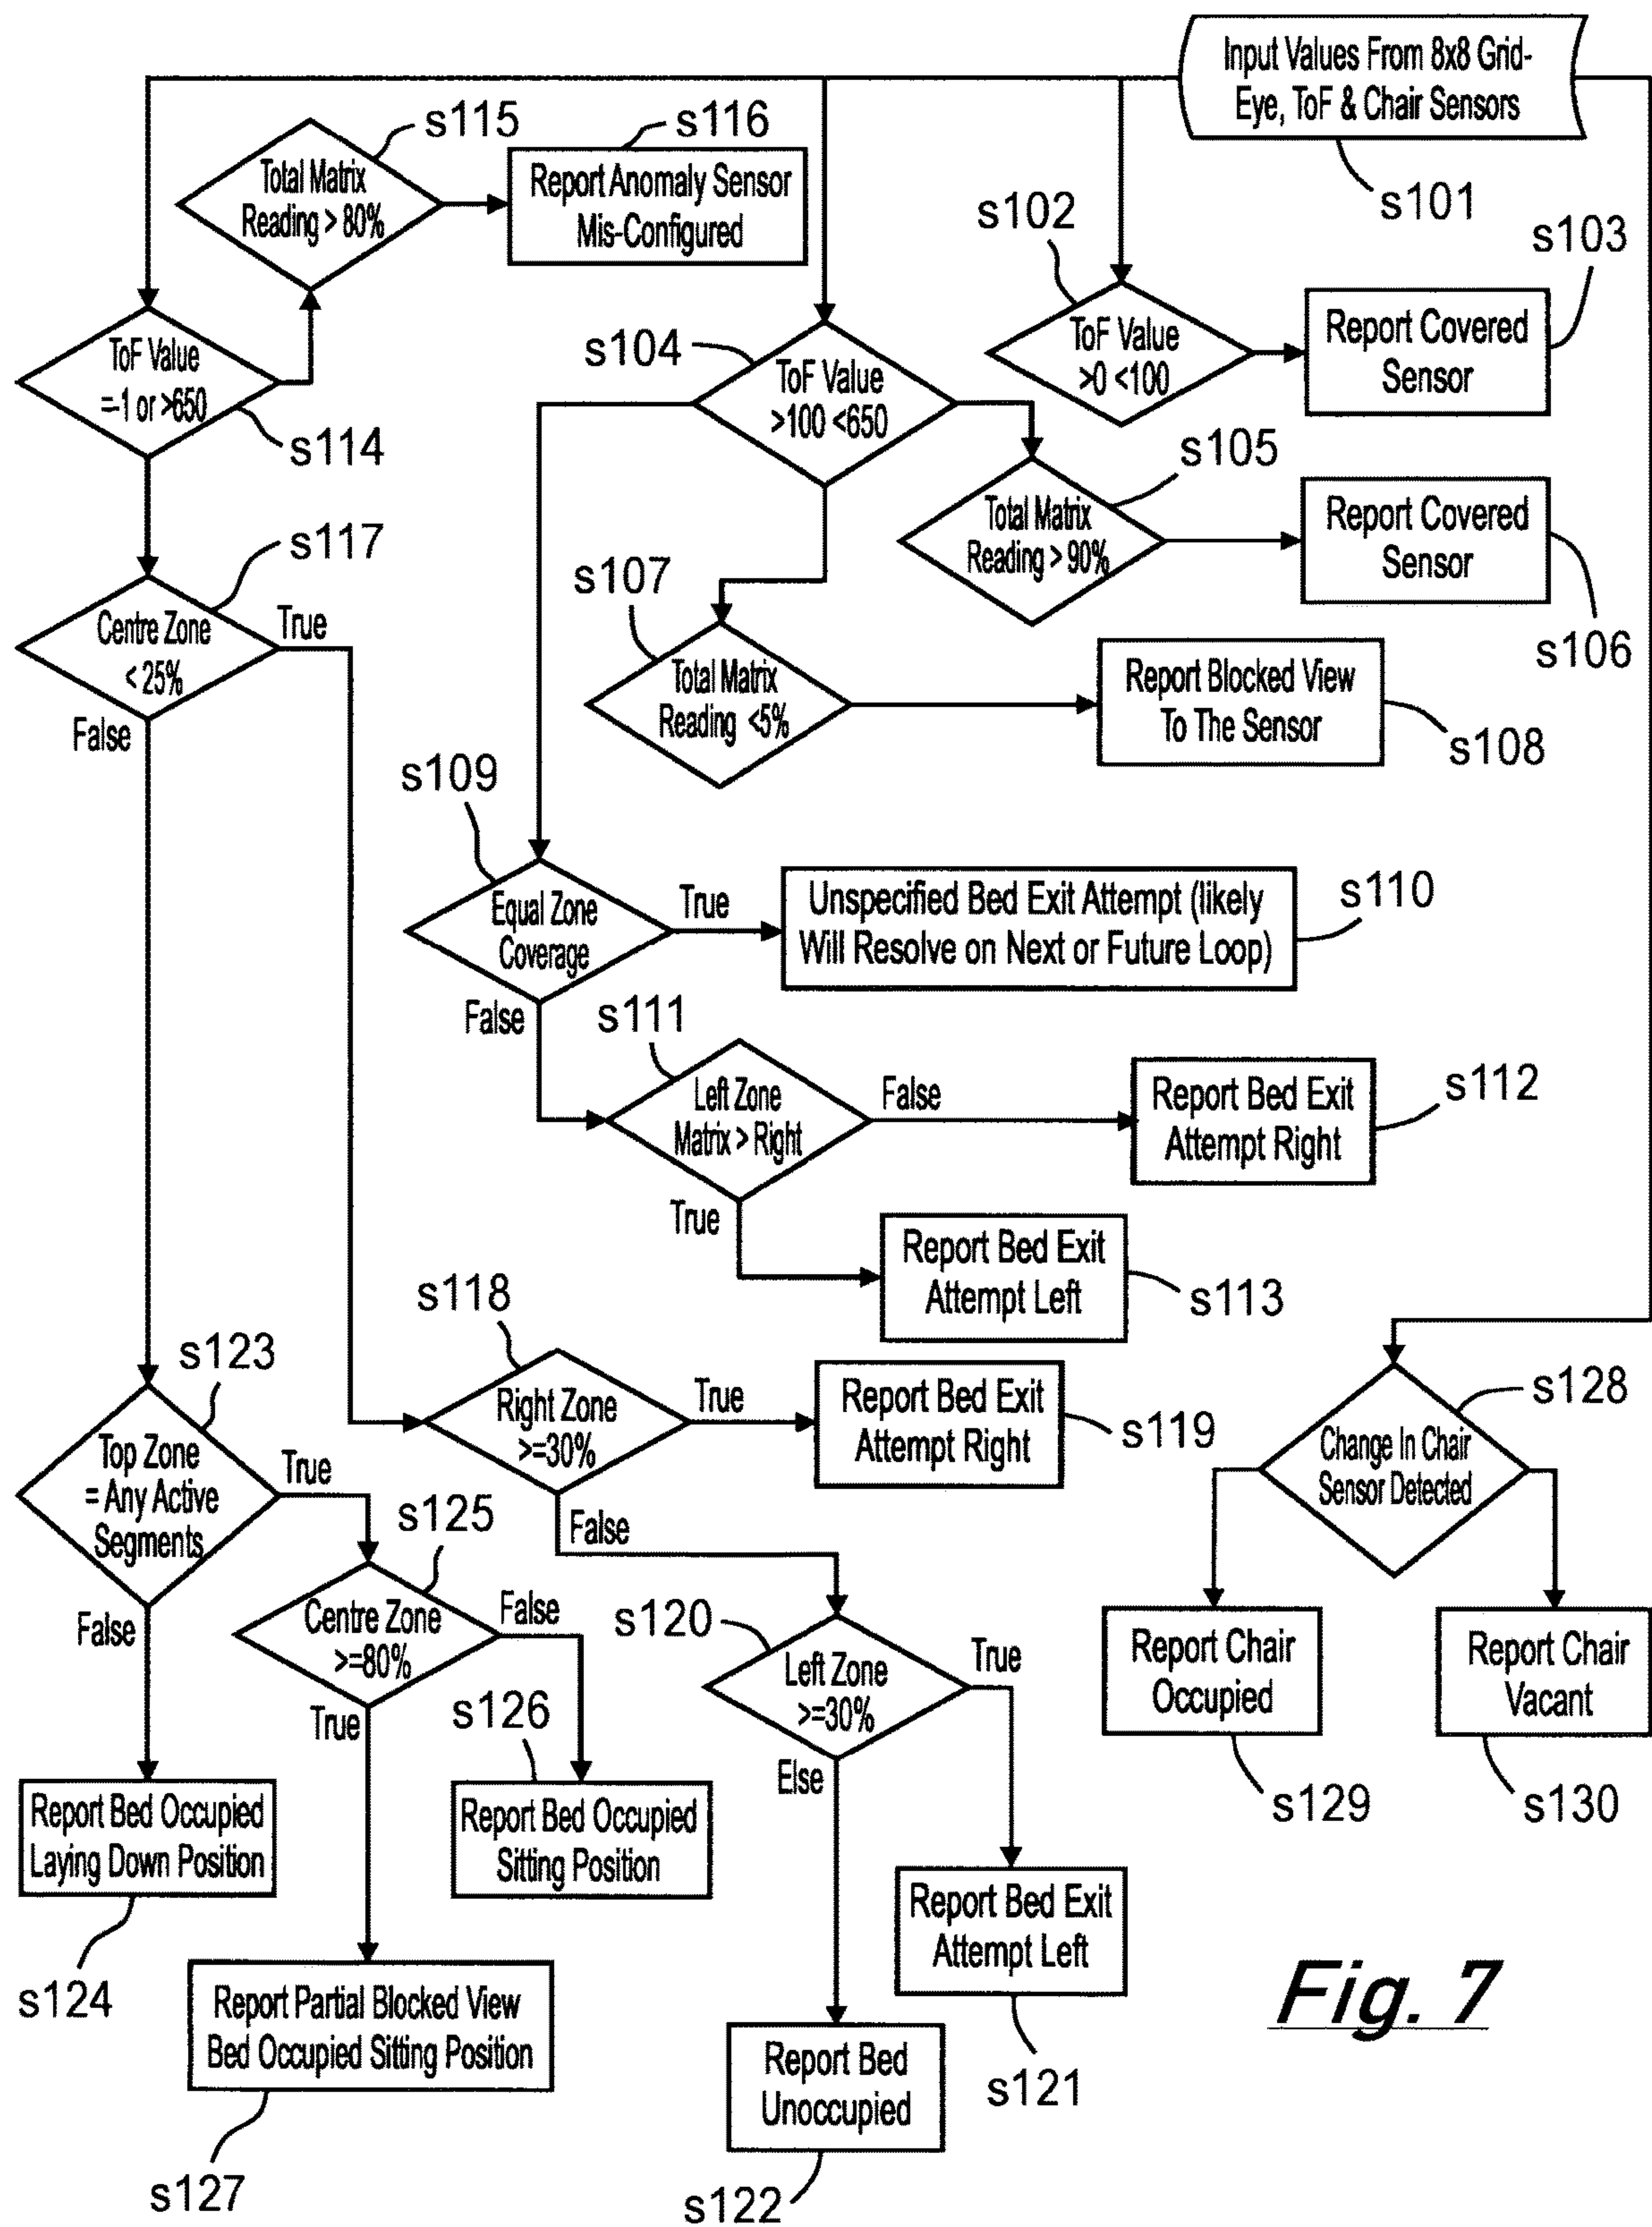 Input Values From 8x8 Grid-
Eye, ToF & Chair Sensors
s101
s115
Total Matrix
Reading > 80%
s116
Report Anomaly Sensor
Mis-Configured
s102
ToF Value
>0 <100
s103
Report Covered
Sensor
ToF Value
=-1 or >650
s114
s104
ToF Value
>100 <650
s105
Total Matrix
Reading > 90%
Report Covered
Sensor
s106
s117
Centre Zone
< 25%
True
False
s107
Total Matrix
Reading <5%
Report Blocked View
To The Sensor
s108
s109
Equal Zone
Coverage
True
False
Unspecified Bed Exit Attempt (likely
Will Resolve on Next or Future Loop)
s110
s111
Left Zone
Matrix > Right
False
True
Report Bed Exit
Attempt Right
s112
Report Bed Exit
Attempt Left
s113
s118
Right Zone
>=30%
True
False
Report Bed Exit
Attempt Right
s119
s123
Top Zone
= Any Active
Segments
True
False
s125
Centre Zone
>=80%
False
True
s126
Report Bed Occupied
Sitting Position
Report Bed Occupied
Laying Down Position
s124
Report Partial Blocked View
Bed Occupied Sitting Position
s127
s120
Left Zone
>=30%
True
Else
Report Bed Exit
Attempt Left
s121
Report Bed
Unoccupied
s122
s128
Change In Chair
Sensor Detected
Report Chair
Occupied
s129
Report Chair
Vacant
s130
Fig. 7